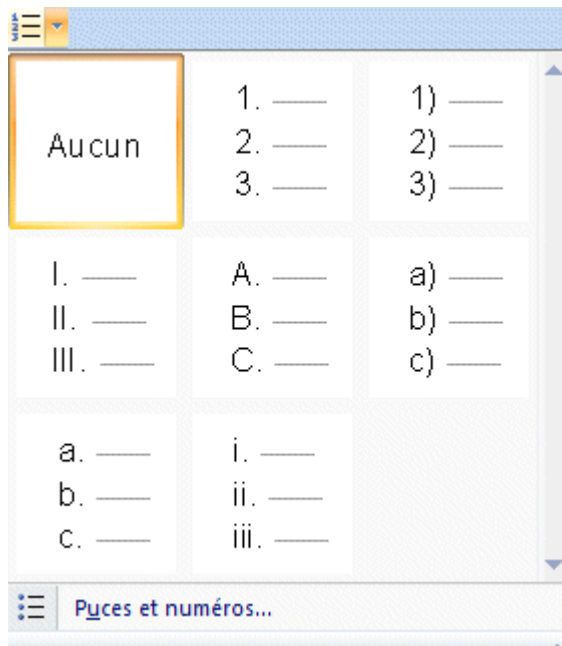 Aucun
1.
2.
3.
1)
2)
3)
I.
II.
III.
A.
B.
C.
a)
b)
c)
a.
b.
c.
i.
ii.
iii.
Puces et numéros...